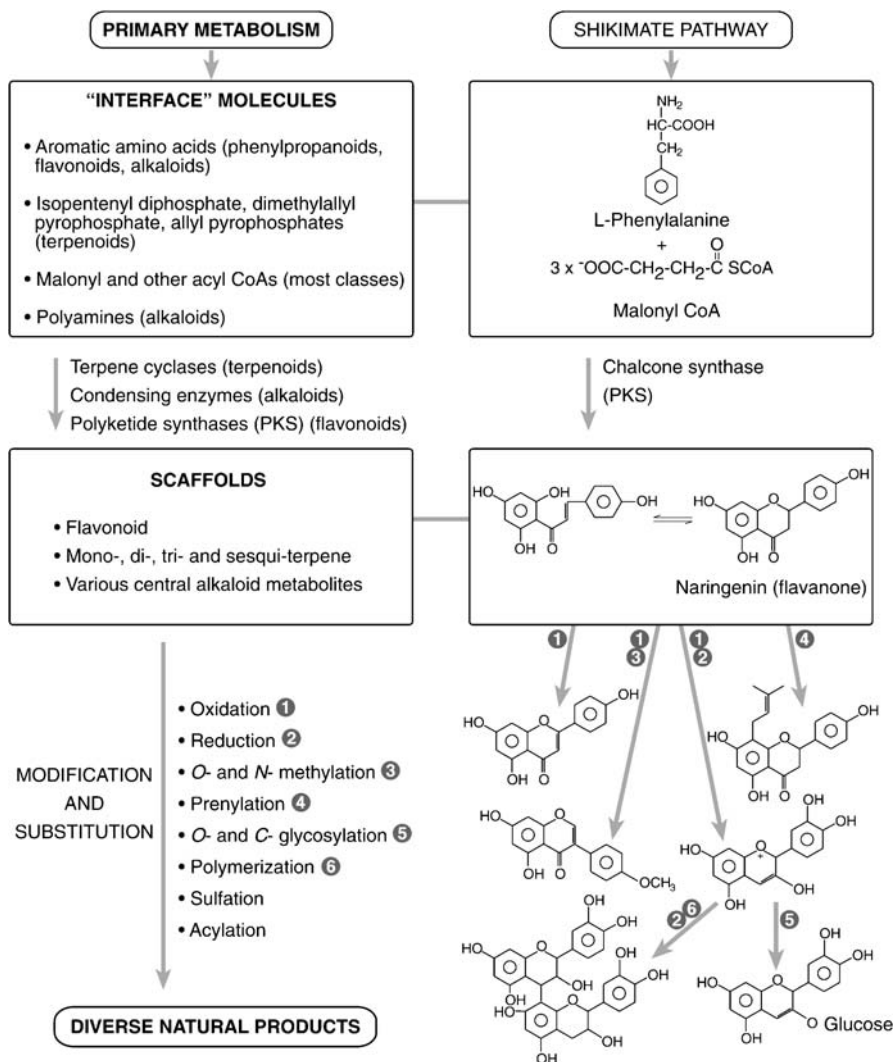 PRIMARY METABOLISM
SHIKIMATE PATHWAY
“INTERFACE” MOLECULES
• Aromatic amino acids (phenylpropanoids,
flavonoids, alkaloids)
• Isopentenyl diphosphate, dimethylallyl
pyrophosphate, allyl pyrophosphates
(terpenoids)
• Malonyl and other acyl CoAs (most classes)
• Polyamines (alkaloids)
NH2
HC-COOH
CH2
L-Phenylalanine
+
O
3 x -OOC-CH2-CH2-C SCoA
Malonyl CoA
Terpene cyclases (terpenoids)
Condensing enzymes (alkaloids)
Polyketide synthases (PKS) (flavonoids)
Chalcone synthase
(PKS)
SCAFFOLDS
• Flavonoid
• Mono-, di-, tri- and sesqui-terpene
• Various central alkaloid metabolites
HO OH OH
OH O
HO O OH
OH O
Naringenin (flavanone)
1
1
3
1
2
4
MODIFICATION
AND
SUBSTITUTION
• Oxidation 1
• Reduction 2
• O- and N- methylation 3
• Prenylation 4
• O- and C- glycosylation 5
• Polymerization 6
• Sulfation
• Acylation
DIVERSE NATURAL PRODUCTS
HO O OH
OH O
HO O OH
OH O
HO O
OH O OCH3
OH
HO O+ OH
OH OH
2 6
5
OH
HO O OH
OH OH
OH
HO O OH
OH OH
OH
HO O OH
OH O Glucose